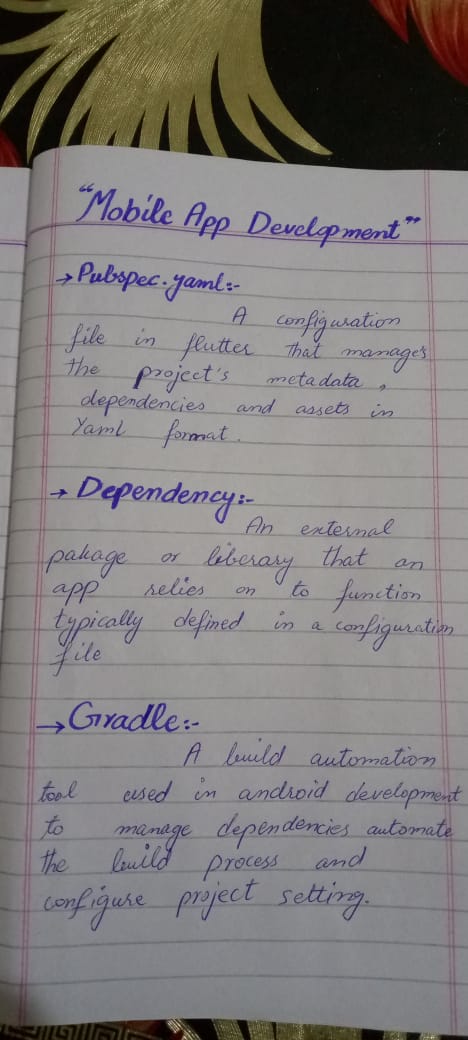 "Mobile App Development"
→ Pubspec.yaml:-
A configuration
file in flutter that manages
the project's metadata,
dependencies and assets in
Yaml format.
→ Dependency:-
An external
pakage or liberary that an
app relies on to function
typically defined in a configuration
file
→ Gradle:-
A build automation
tool used in android development
to manage dependencies automate
the build process and
configure project setting.